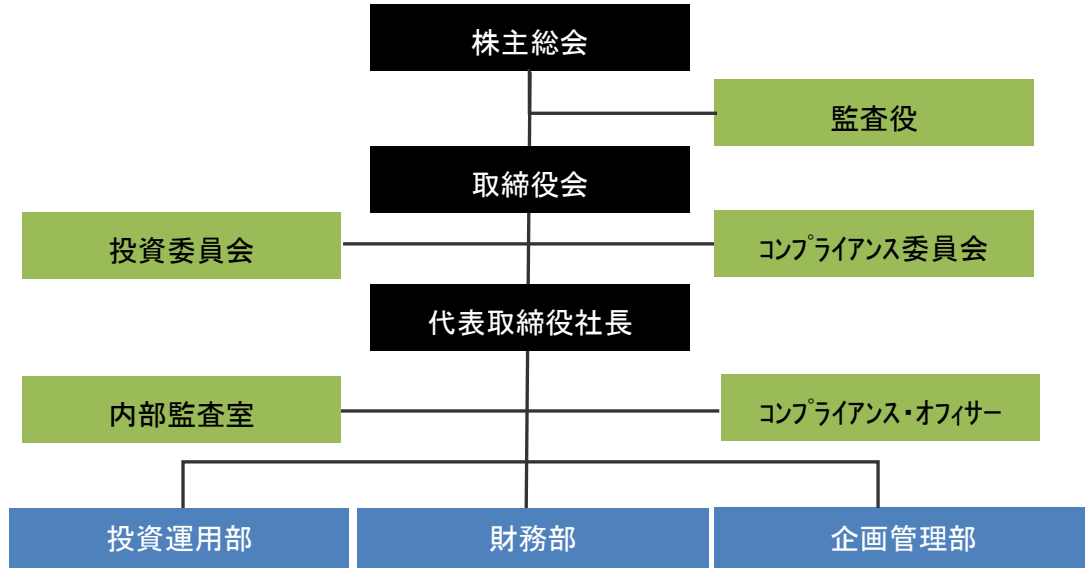 株主総会
監査役
取締役会
投資委員会
ｺﾝﾌﾟﾗｲｱﾝｽ委員会
代表取締役社長
内部監査室
ｺﾝﾌﾟﾗｲｱﾝｽ・ｵﾌｨｻｰ
投資運用部
財務部
企画管理部